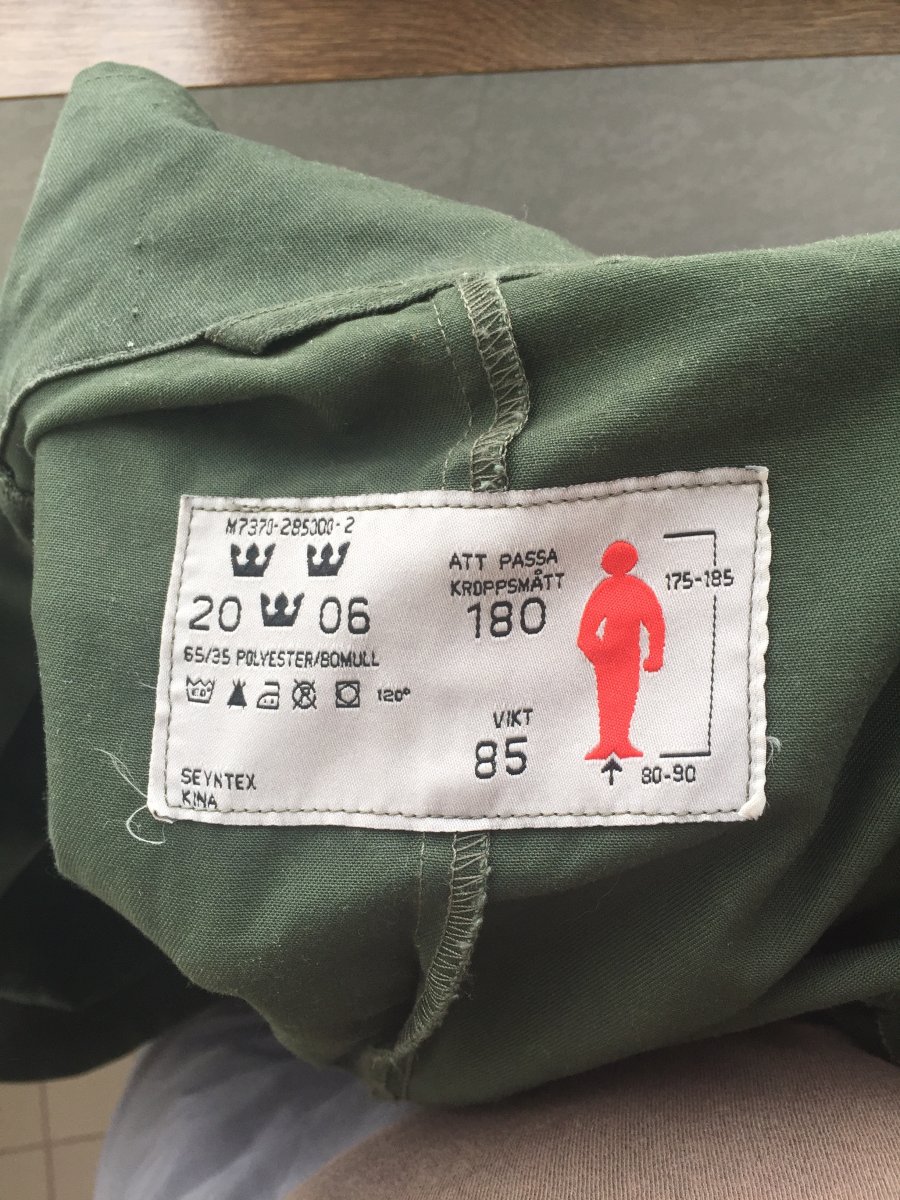 M7370-285000-2
20 06
65/35 POLYESTER/BOMULL
60 120°
SEYNTEX
KINA
ATT PASSA
KROPPSMÅTT
180
VIKT
85
175-185
80-90